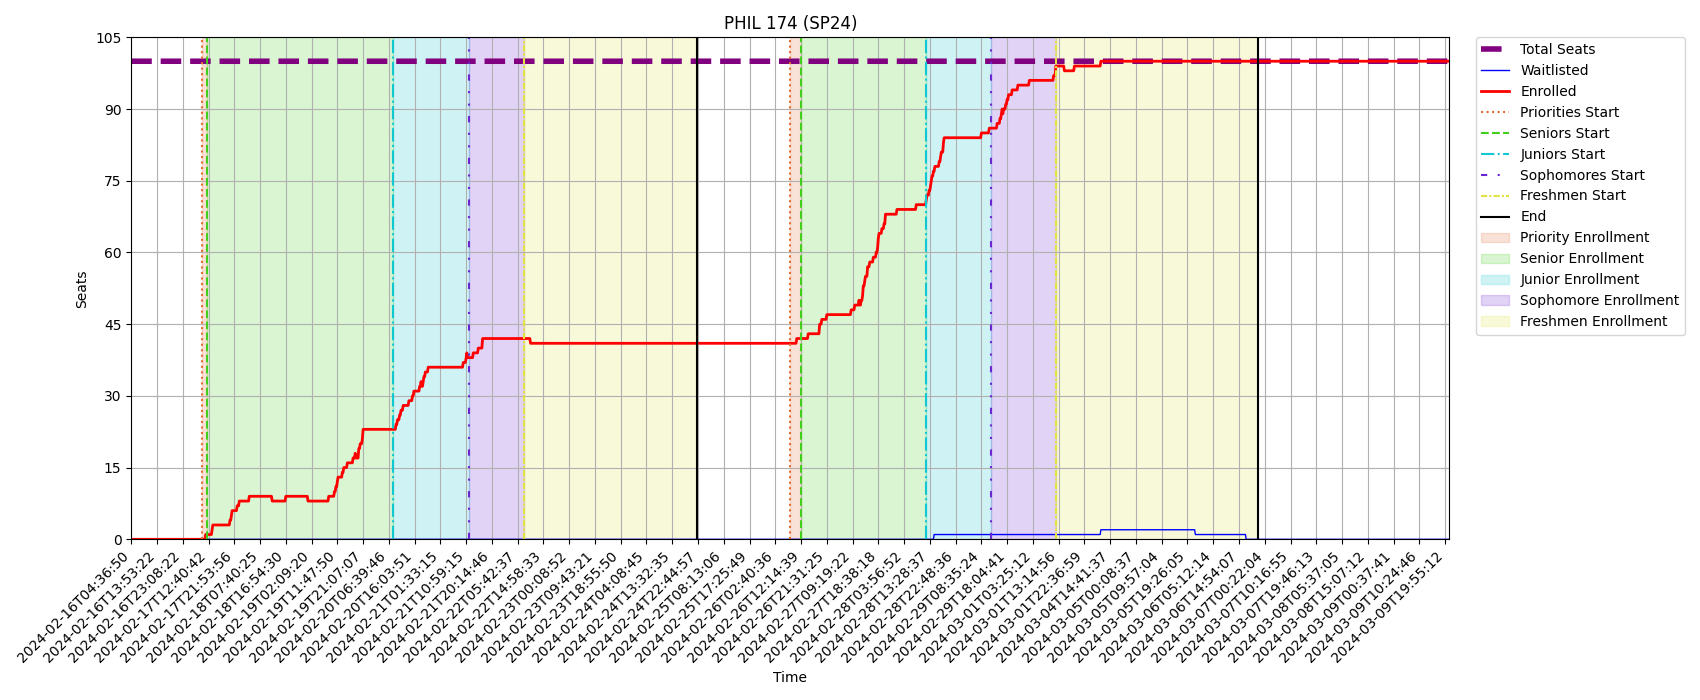 PHIL 174 (SP24)
105
90
75
60
45
30
15
0
Seats
2024-02-16T04:36:50
2024-02-16T13:53:22
2024-02-16T23:08:22
2024-02-17T12:40:42
2024-02-17T21:53:56
2024-02-18T07:40:25
2024-02-18T16:54:30
2024-02-19T02:09:20
2024-02-19T11:47:50
2024-02-19T21:07:07
2024-02-20T06:39:46
2024-02-20T16:03:51
2024-02-21T01:33:15
2024-02-21T10:59:15
2024-02-21T20:14:46
2024-02-22T05:42:37
2024-02-22T14:58:33
2024-02-23T00:08:52
2024-02-23T09:43:21
2024-02-23T18:55:50
2024-02-24T04:08:45
2024-02-24T13:32:35
2024-02-24T22:44:57
2024-02-25T08:13:06
2024-02-25T17:25:49
2024-02-26T02:40:36
2024-02-26T12:14:39
2024-02-26T21:31:25
2024-02-27T09:19:22
2024-02-27T18:38:18
2024-02-28T03:56:52
2024-02-28T13:28:37
2024-02-28T22:48:36
2024-02-29T08:35:24
2024-02-29T18:04:41
2024-03-01T03:25:12
2024-03-01T13:14:56
2024-03-01T22:36:59
2024-03-04T14:41:37
2024-03-05T00:08:37
2024-03-05T09:57:04
2024-03-05T19:26:05
2024-03-06T05:12:14
2024-03-06T14:54:07
2024-03-07T00:22:04
2024-03-07T10:16:55
2024-03-07T19:46:13
2024-03-08T05:37:05
2024-03-08T15:07:12
2024-03-09T00:37:41
2024-03-09T10:24:46
2024-03-09T19:55:12
Time
Total Seats
Waitlisted
Enrolled
Priorities Start
Seniors Start
Juniors Start
Sophomores Start
Freshmen Start
End
Priority Enrollment
Senior Enrollment
Junior Enrollment
Sophomore Enrollment
Freshmen Enrollment